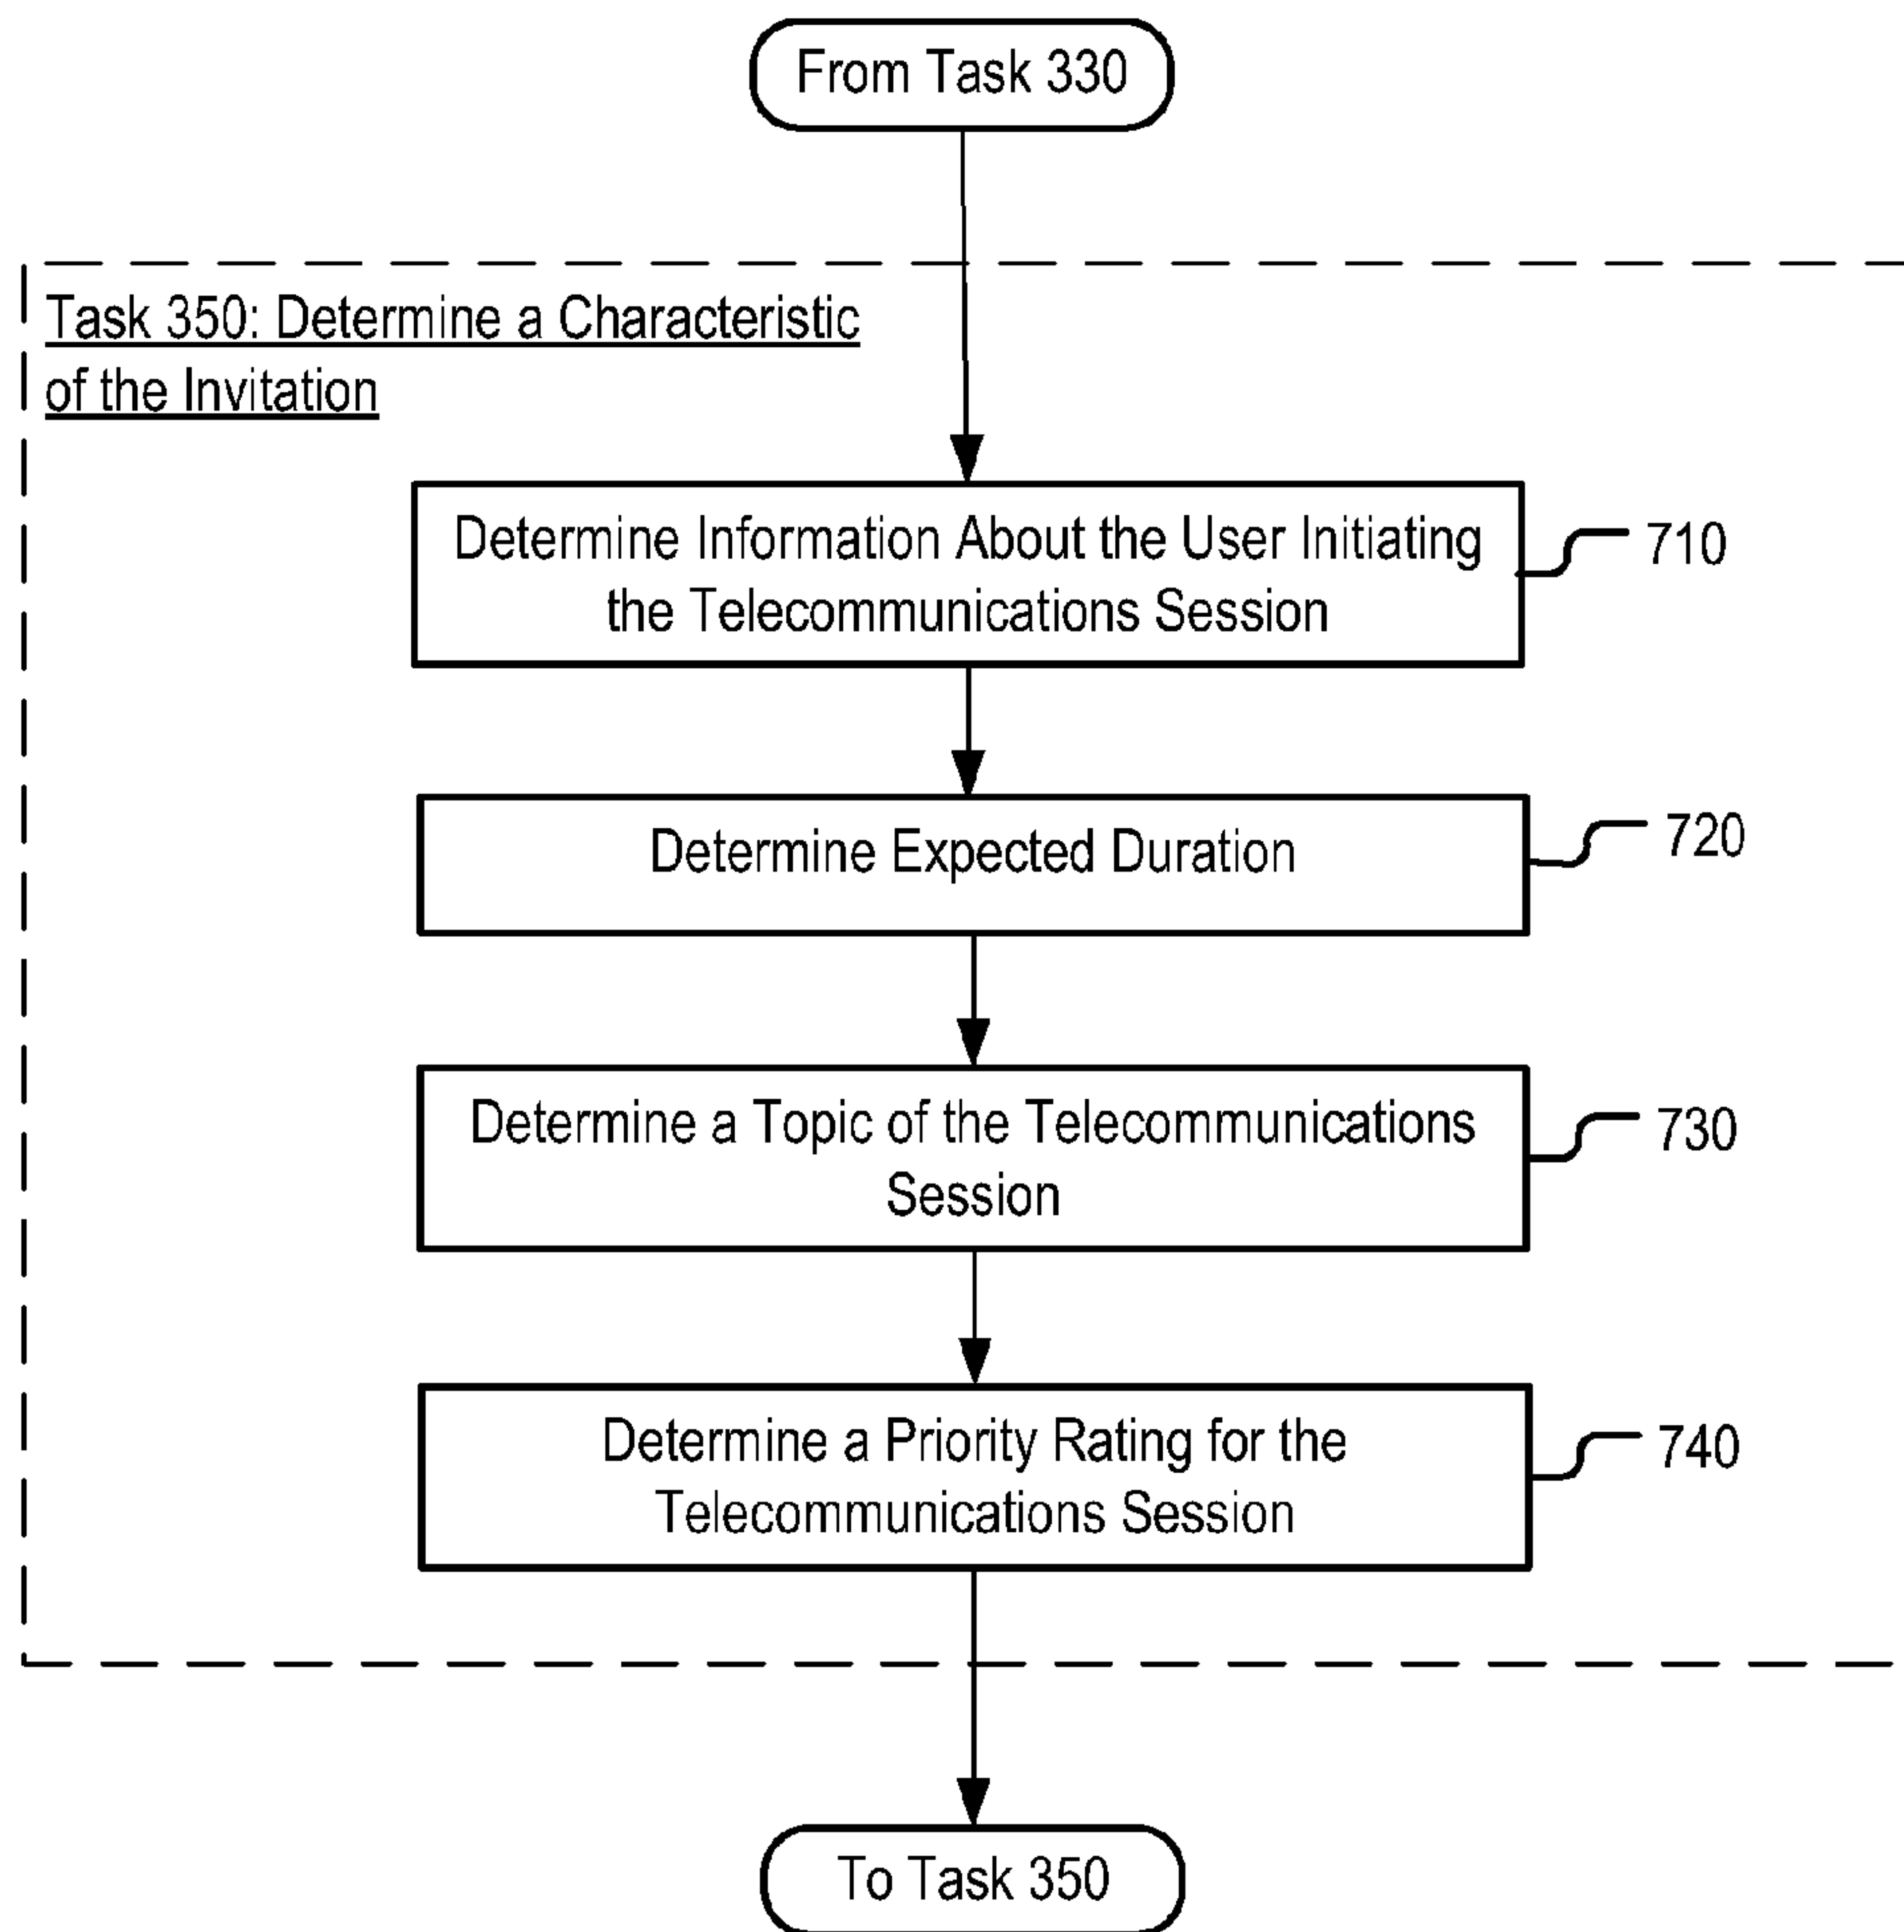 From Task 330
Task 350: Determine a Characteristic
of the Invitation
Determine Information About the User Initiating
the Telecommunications Session
710
Determine Expected Duration
720
Determine a Topic of the Telecommunications
Session
730
Determine a Priority Rating for the
Telecommunications Session
740
To Task 350